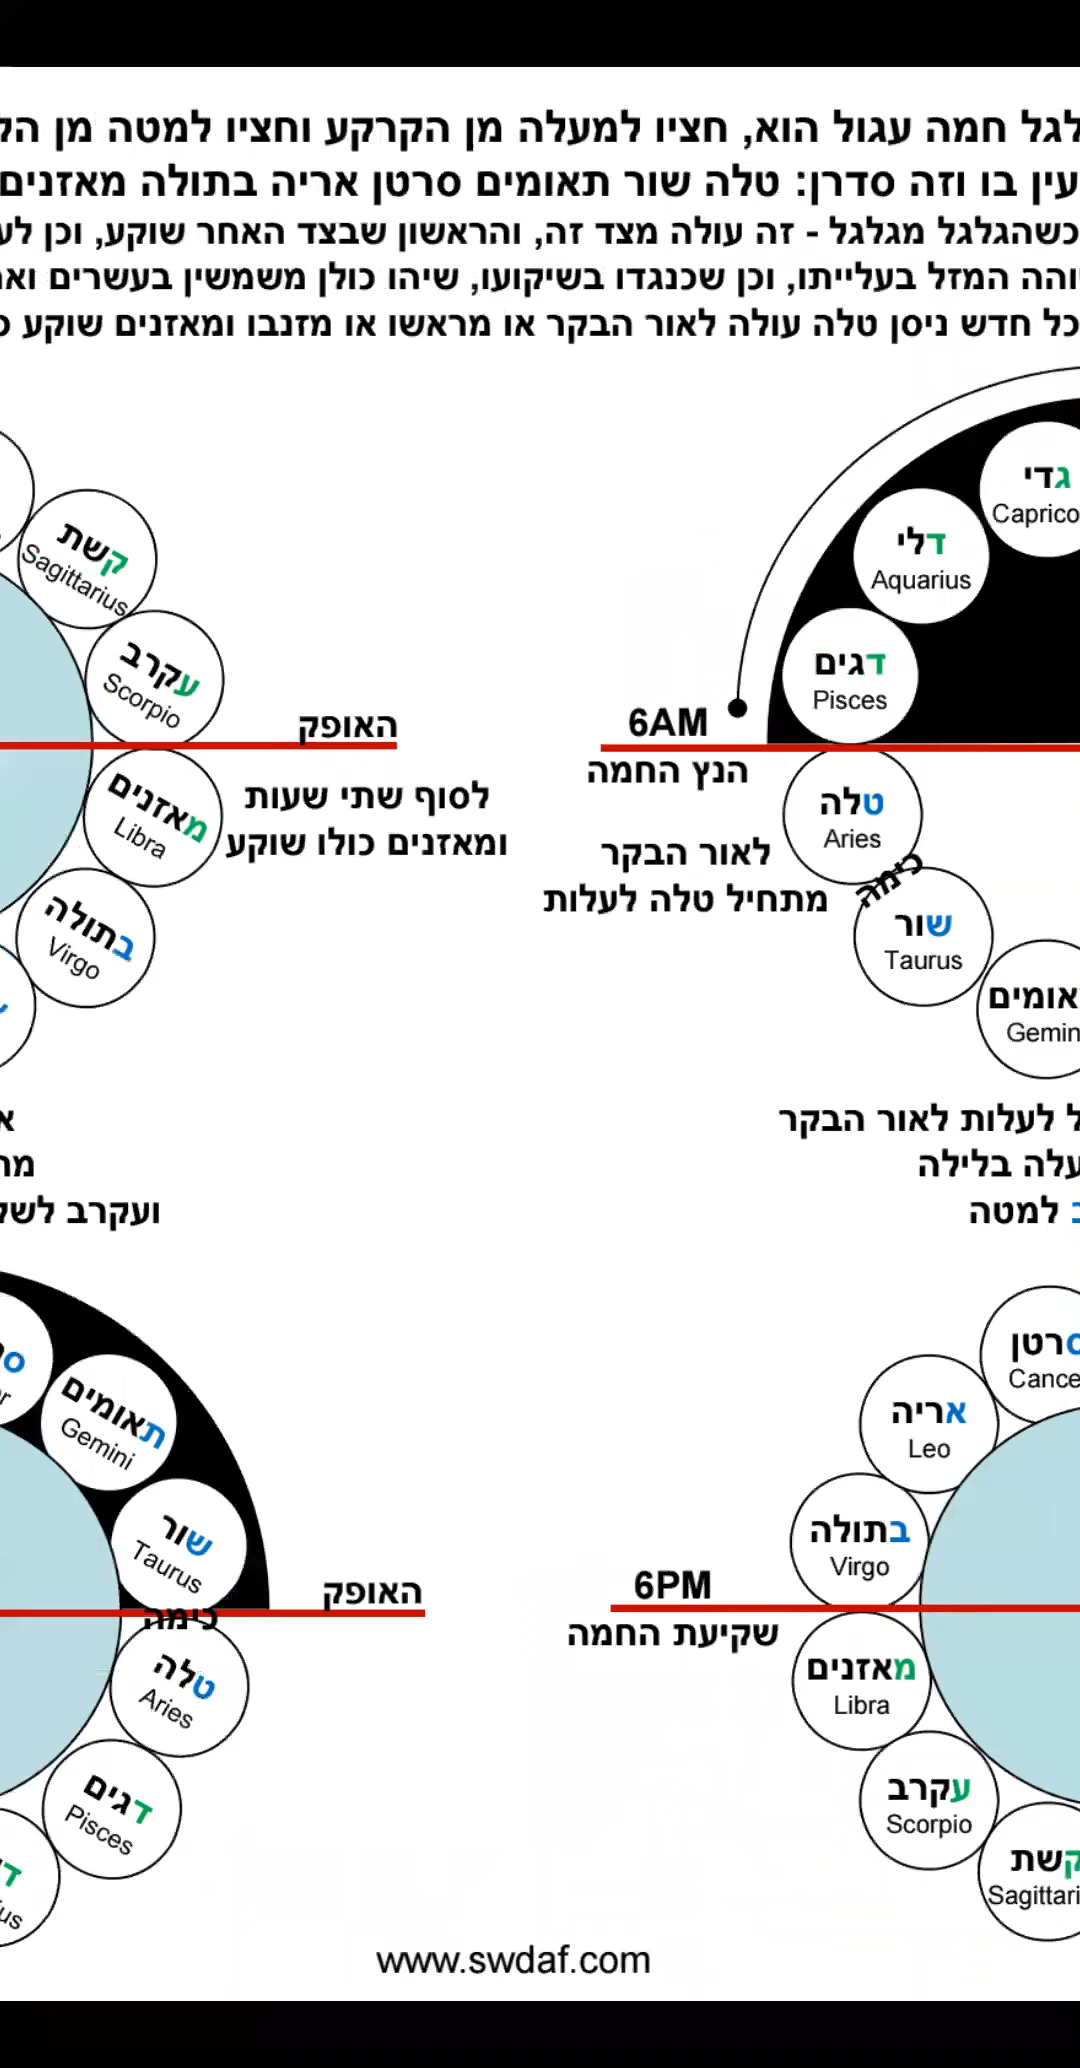 לגל חמה עגול הוא, חציו למעלה מן הקרקע וחציו למטה מן
עין בו וזה סדרן: טלה שור תאומים סרטן אריה בתולה מאזנים
כשהגלגל מגלגל - זה עולה מצד זה, והראשון שבצד האחר שוקע, וכן
המזל בעלייתו, וכן שכנגדו בשיקועו, שיהו כולן משמשין בעשרים
כל חדש ניסן טלה עולה לאור הבקר או מראשו או מזנבו ומאזנים שוקע
גדי
Caprico
דלי
Aquarius
דגים
Pisces
6AM
הנץ החמה
טלה
Aries
כימה
לאור הבקר
מתחיל טלה לעלות
שור
Taurus
אומים
Gemin
קשת
Sagittarius
עקרב
Scorpio
האופק
מאזנים
Libra
לסוף שתי שעות
ומאזנים כולו שוקע
בתולה
Virgo
ל לעלות לאור הבקר
עלה בלילה
למטה
ועקרב
סרטן
Cance
אריה
Leo
בתולה
Virgo
6PM
שקיעת החמה
מאזנים
Libra
עקרב
Scorpio
קשת
Sagittari
תאומים
Gemini
שור
Taurus
האופק
כימה
טלה
Aries
דגים
Pisces
www.swdaf.com